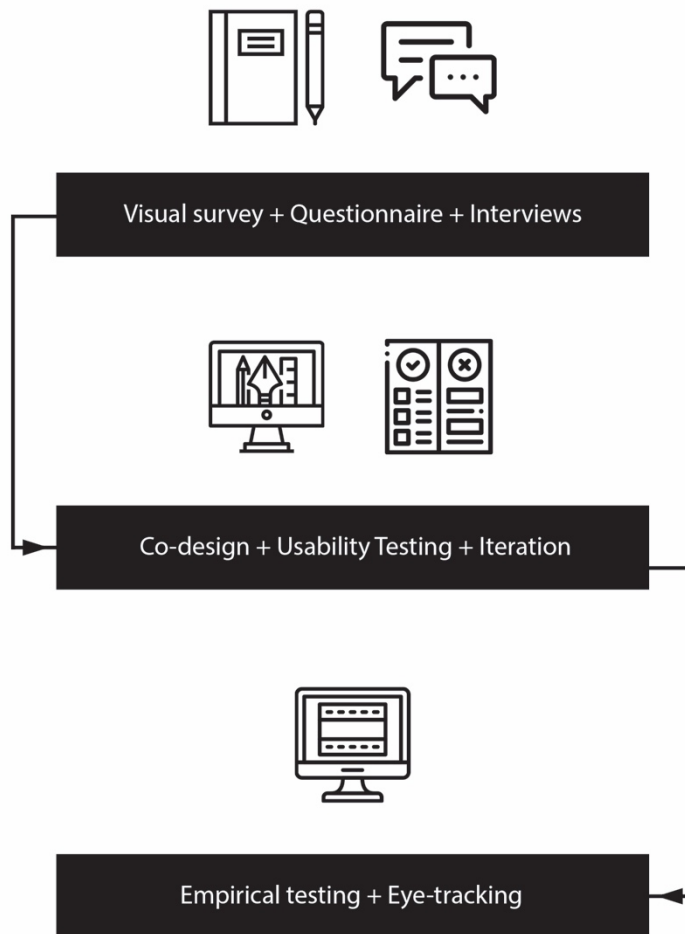 Visual survey + Questionnaire + Interviews
Co-design + Usability Testing + Iteration
Empirical testing + Eye-tracking